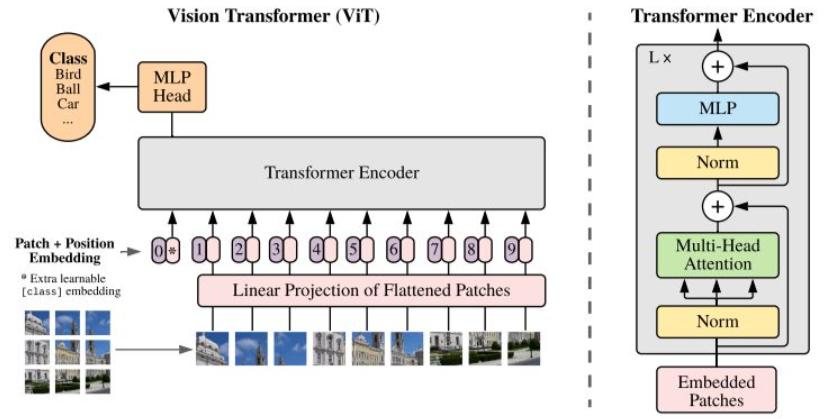 Vision Transformer (ViT)
Class
Bird
Ball
Car
...
MLP
Head
Transformer Encoder
Patch + Position
Embedding
* Extra learnable
[class] embedding
0 * 1 2 3 4 5 6 7 8 9
Linear Projection of Flattened Patches
Transformer Encoder
L ×
+
MLP
Norm
+
Multi-Head
Attention
Norm
Embedded
Patches